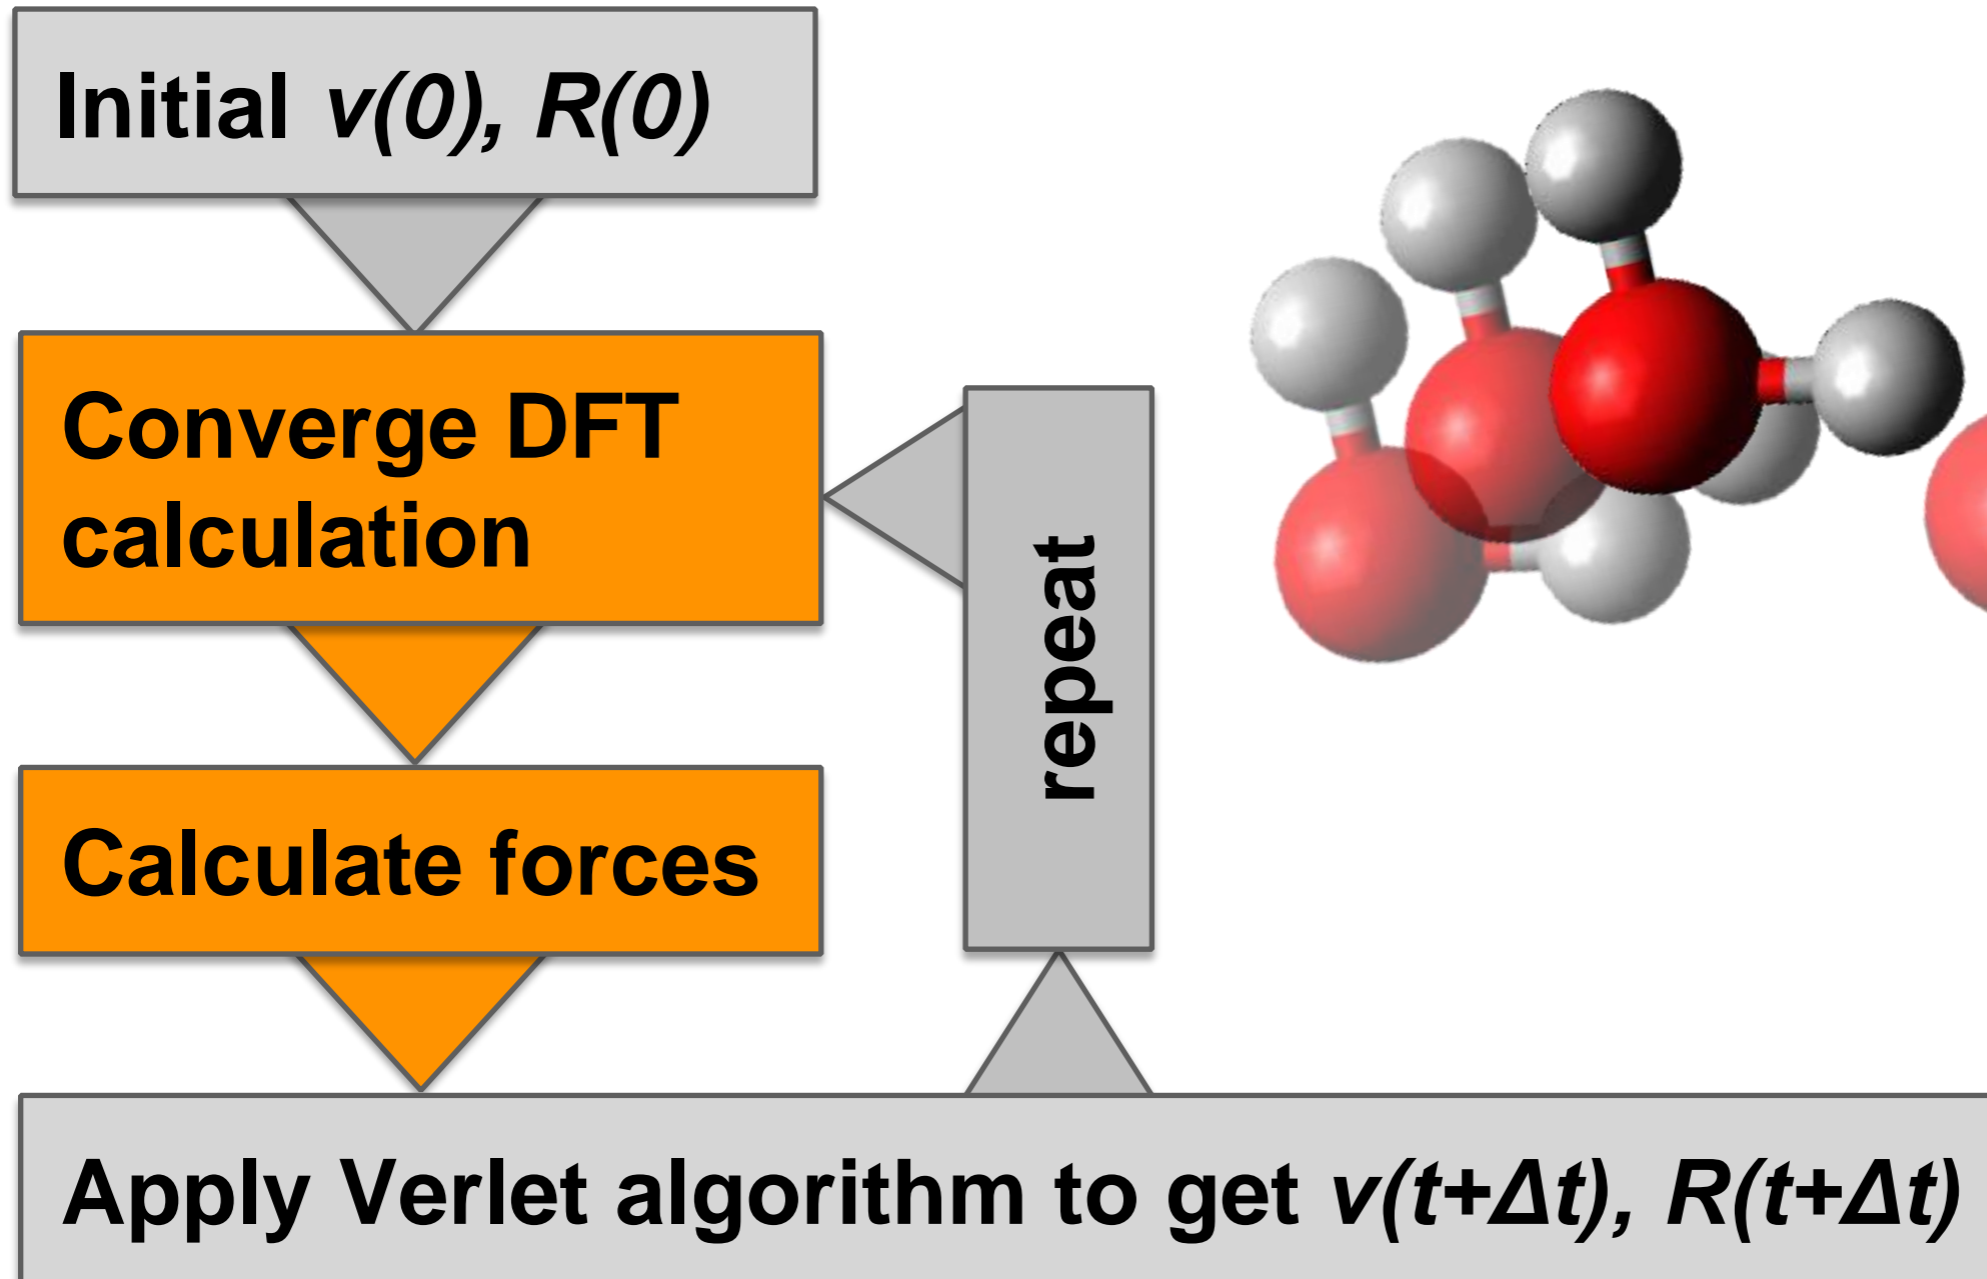 Initial v(0), R(0)
Converge DFT
calculation
repeat
Calculate forces
Apply Verlet algorithm to get v(t+Δt), R(t+Δt)